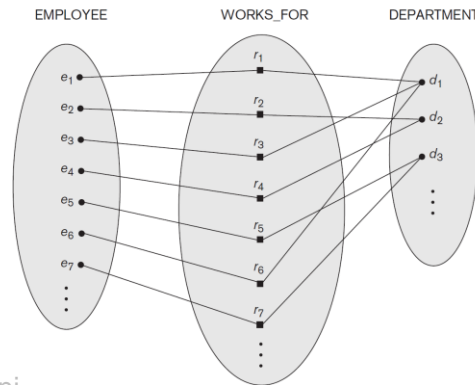 EMPLOYEE WORKS_FOR DEPARTMENT
e1 r1 d1
e2 r2 d2
e3 r3 d3
e4 r4
e5 r5
e6 r6
e7 r7